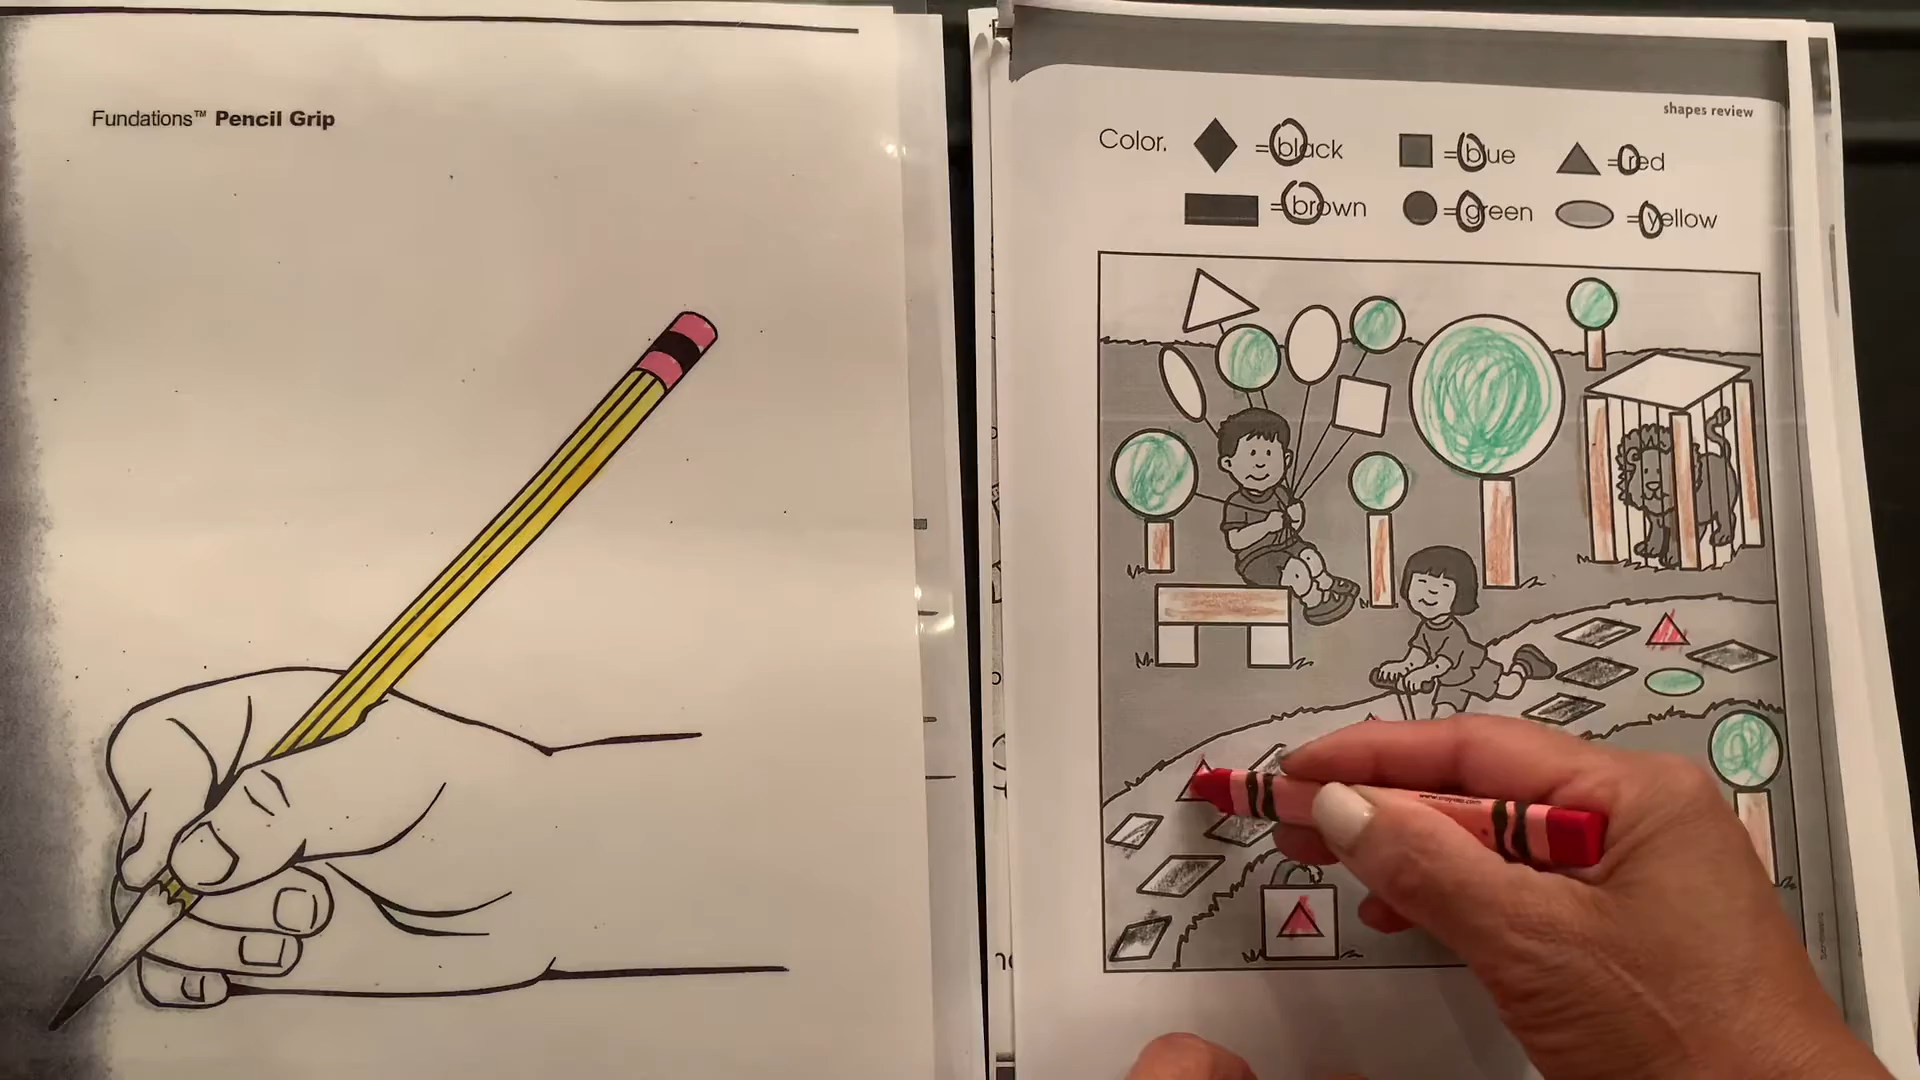 Fundations™ Pencil Grip
shapes review
Color. =black =blue =red
=brown =green =yellow